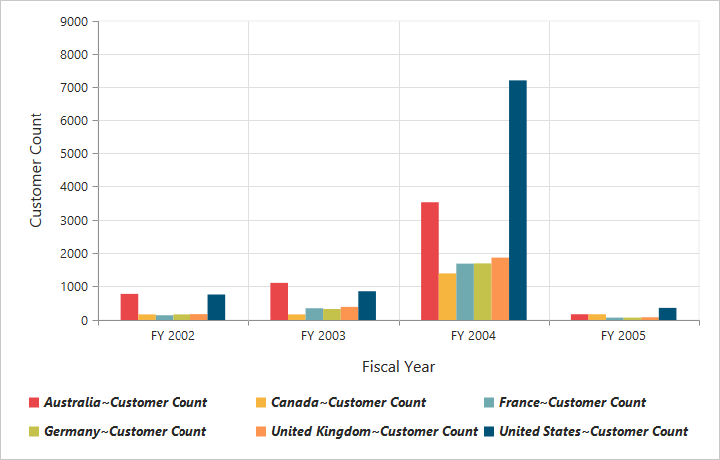 9000
8000
7000
6000
5000
4000
3000
2000
1000
0
Customer Count
FY 2002 FY 2003 FY 2004 FY 2005
Fiscal Year
Australia~Customer Count Canada~Customer Count France~Customer Count
Germany~Customer Count United Kingdom~Customer Count United States~Customer Count